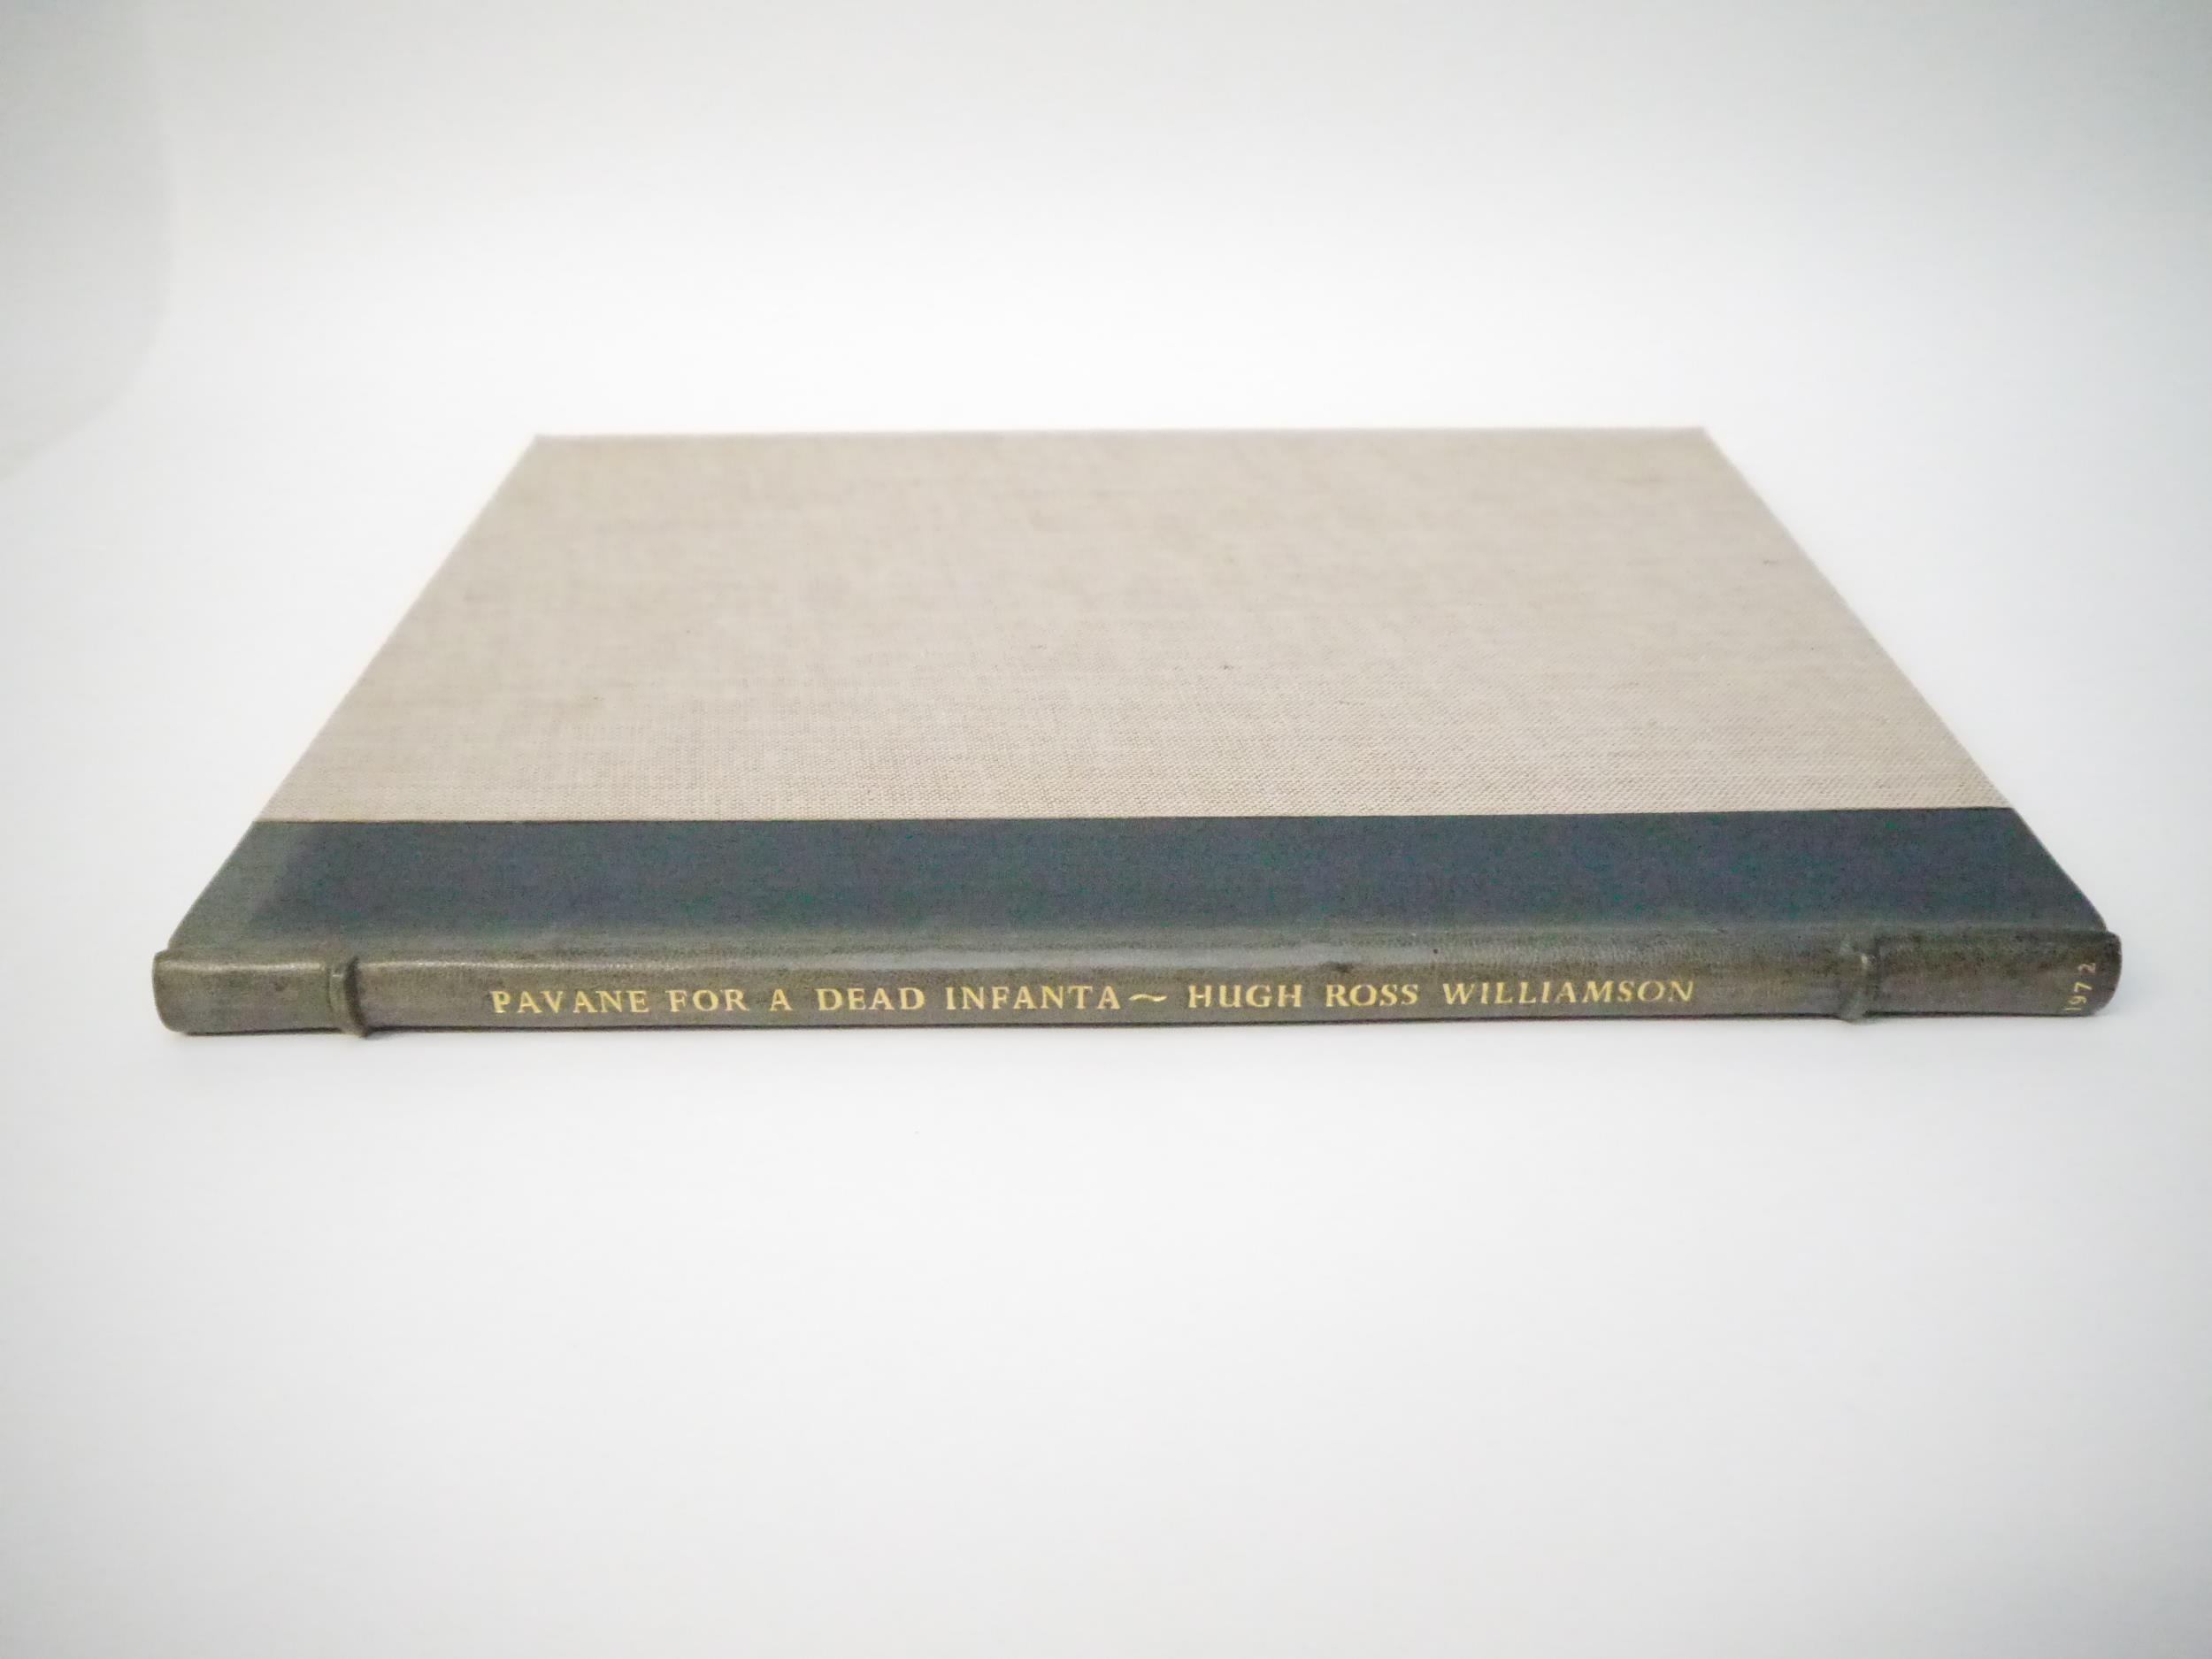 PAVANE FOR A DEAD INFANTA ~ HUGH ROSS WILLIAMSON
1972